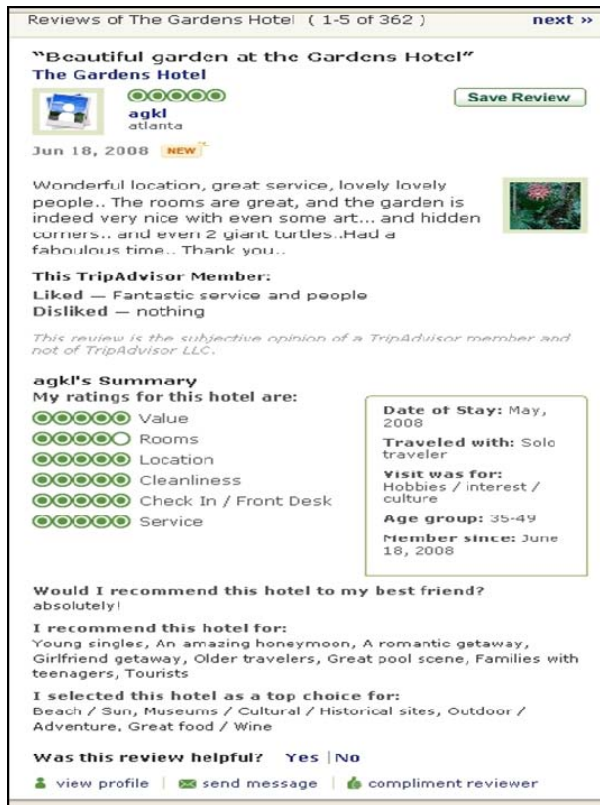 Reviews of The Gardens Hotel ( 1-5 of 362 ) next »
“Beautiful garden at the Gardens Hotel”
The Gardens Hotel
Save Review
agkl
atlanta
Jun 18, 2008 NEW
Wonderful location, great service, lovely lovely
people.. The rooms are great, and the garden is
indeed very nice with even some art... and hidden
corners.. and even 2 giant turtles..Had a
faboulous time.. Thank you..
This TripAdvisor Member:
Liked — Fantastic service and people
Disliked — nothing
This review is the subjective opinion of a TripAdvisor member and
not of TripAdvisor LLC.
agkl's Summary
My ratings for this hotel are:
Value
Rooms
Location
Cleanliness
Check In / Front Desk
Service
Date of Stay: May,
2008
Traveled with: Solo
traveler
Visit was for:
Hobbies / interest /
culture
Age group: 35-49
Member since: June
18, 2008
Would I recommend this hotel to my best friend?
absolutely!
I recommend this hotel for:
Young singles, An amazing honeymoon, A romantic getaway,
Girlfriend getaway, Older travelers, Great pool scene, Families with
teenagers, Tourists
I selected this hotel as a top choice for:
Beach / Sun, Museums / Cultural / Historical sites, Outdoor /
Adventure, Great food / Wine
Was this review helpful? Yes | No
view profile | send message | compliment reviewer